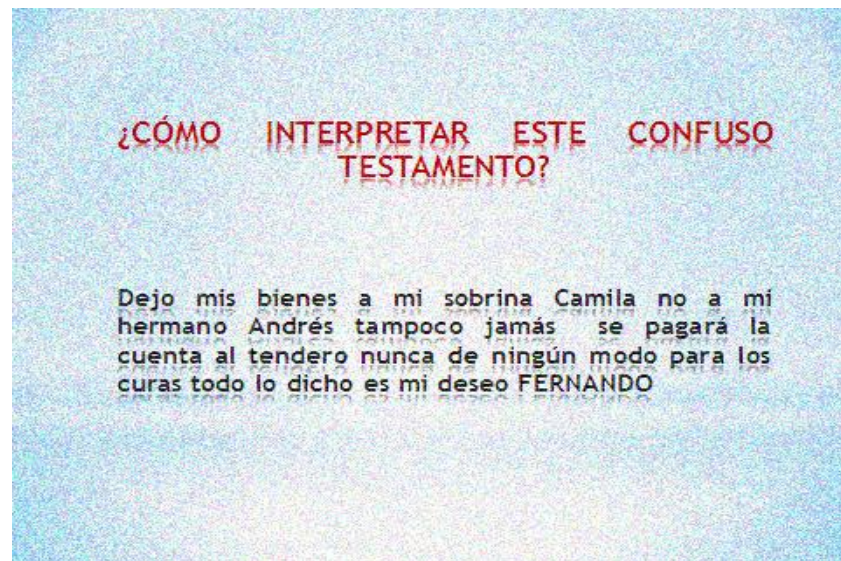 ¿CÓMO INTERPRETAR ESTE CONFUSO
TESTAMENTO?
Dejo mis bienes a mi sobrina Camila no a mi
hermano Andrés tampoco jamás se pagará la
cuenta al tendero nunca de ningún modo para los
curas todo lo dicho es mi deseo FERNANDO